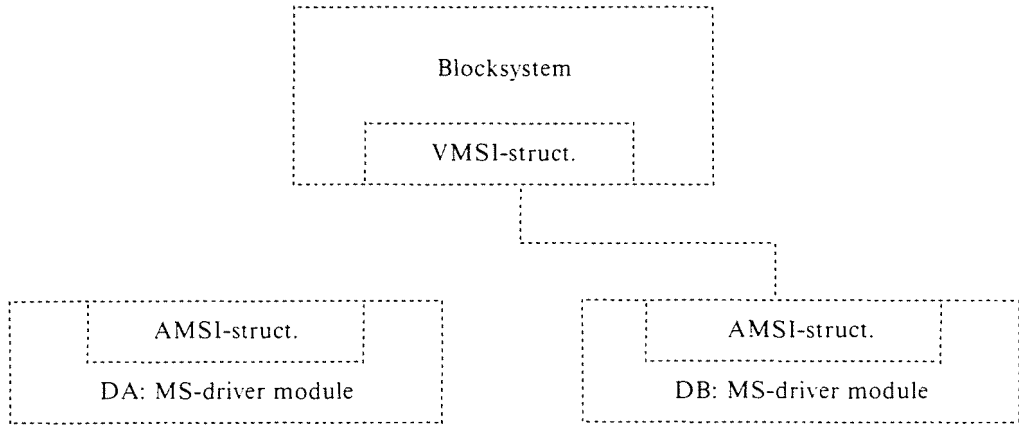 Blocksystem
VMSI-struct.
AMSI-struct.
AMSI-struct.
DA: MS-driver module
DB: MS-driver module